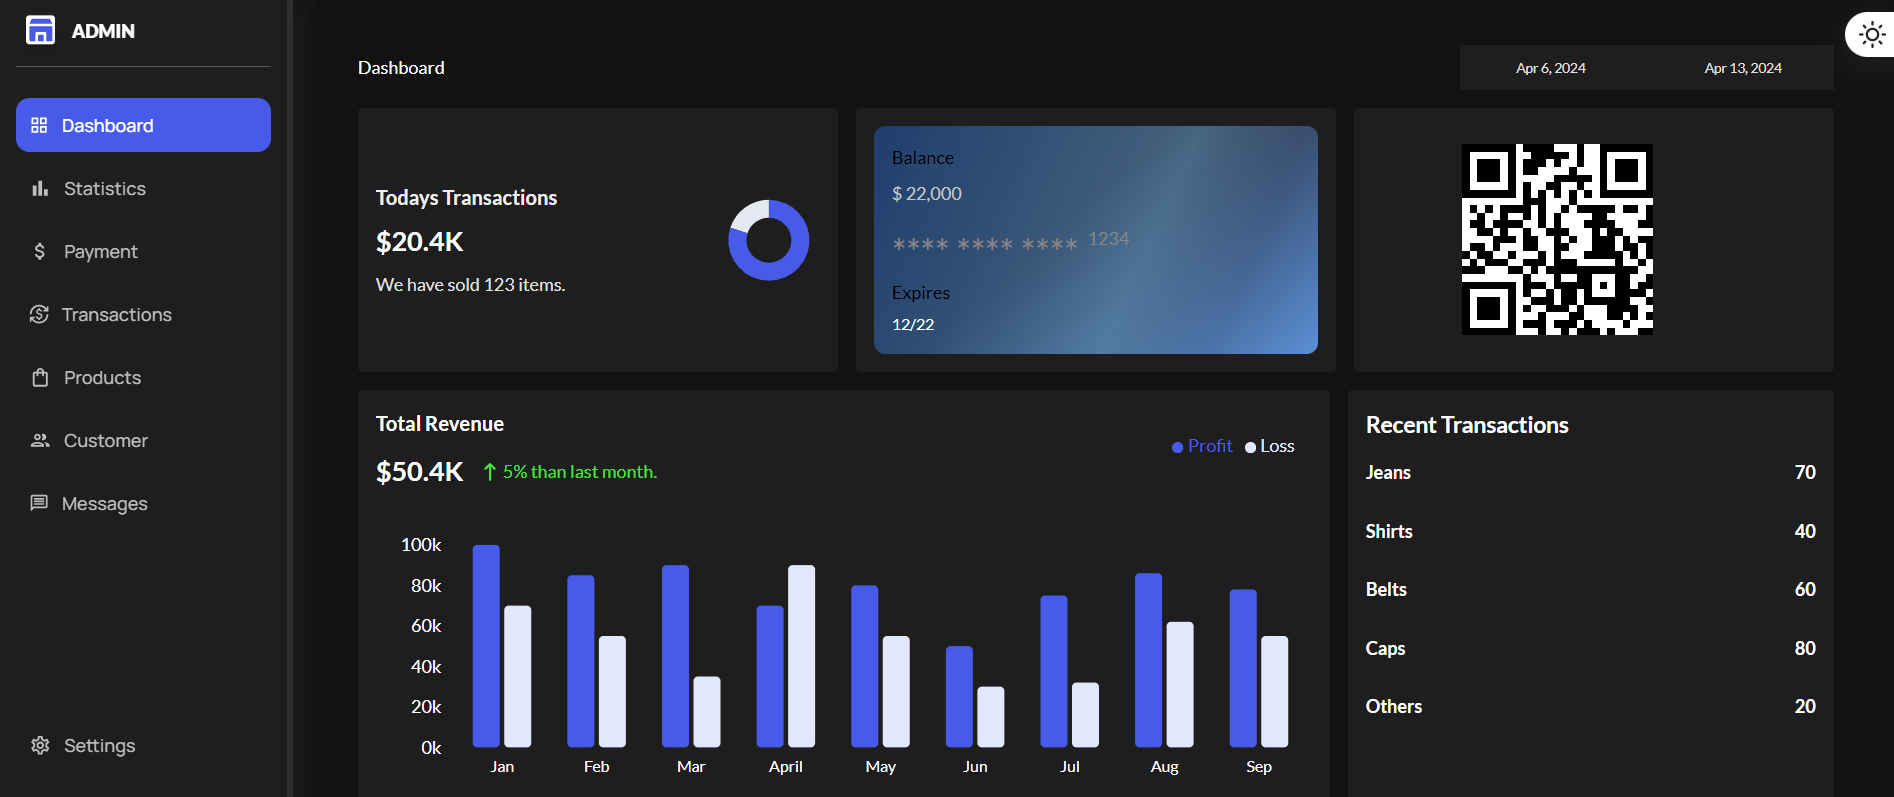 ADMIN
Dashboard
Statistics
Payment
Transactions
Products
Customer
Messages
Settings
Dashboard
Apr 6, 2024
Apr 13, 2024
Todays Transactions
$20.4K
We have sold 123 items.
Balance
$ 22,000
**** **** **** 1234
Expires
12/22
Total Revenue
$50.4K
5% than last month.
Profit
Loss
100k
80k
60k
40k
20k
0k
Jan
Feb
Mar
April
May
Jun
Jul
Aug
Sep
Recent Transactions
Jeans 70
Shirts 40
Belts 60
Caps 80
Others 20